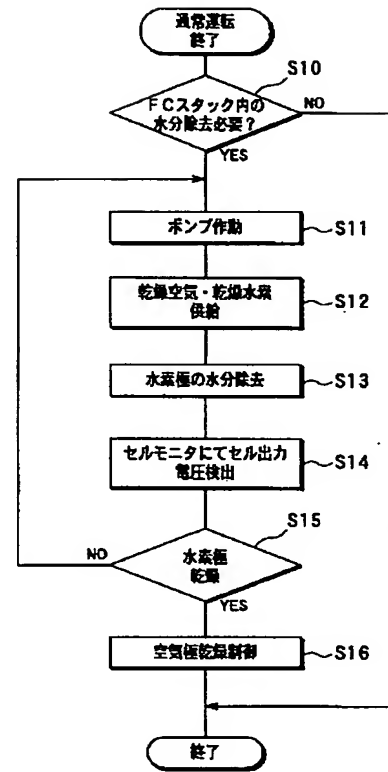 通常運転
終了
S10
FCスタック内の
水分除去必要？
NO
YES
ポンプ作動
S11
乾燥空気・乾燥水素
供給
S12
水素極の水分除去
S13
セルモニタにてセル出力
電圧検出
S14
S15
NO
水素極
乾燥
YES
空気極乾燥制御
S16
終了